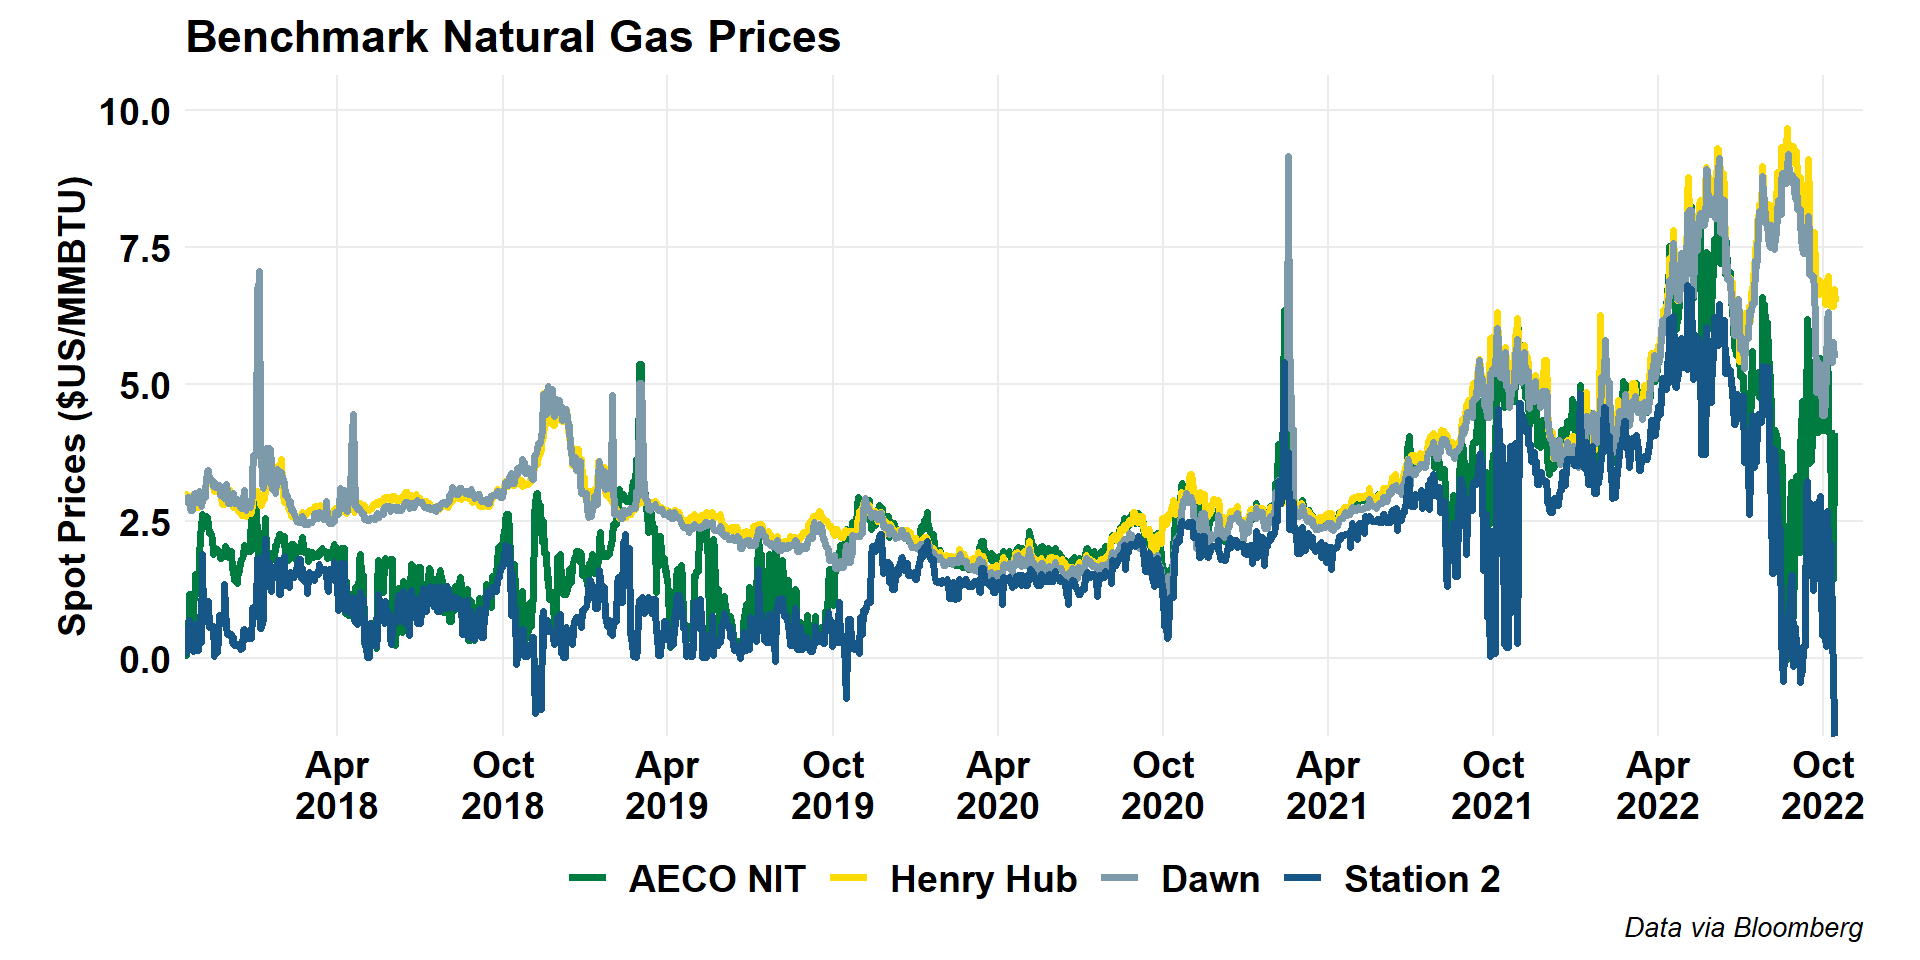 Benchmark Natural Gas Prices
Spot Prices ($US/MMBTU)
10.0
7.5
5.0
2.5
0.0
Apr Oct Apr Oct Apr Oct Apr Oct Apr Oct
2018 2018 2019 2019 2020 2020 2021 2021 2022 2022
AECO NIT Henry Hub Dawn Station 2
Data via Bloomberg